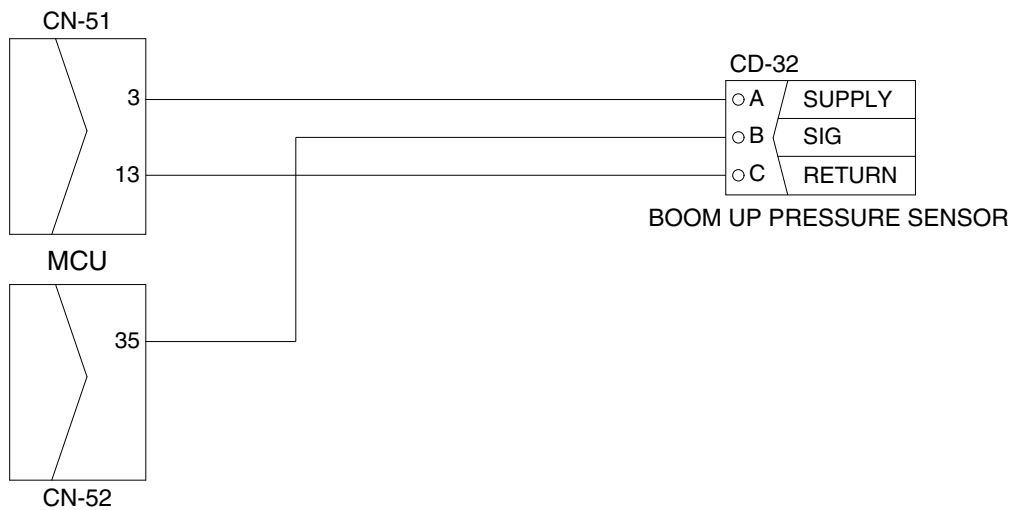 CN-51
CD-32
3
A SUPPLY
B SIG
13
C RETURN
BOOM UP PRESSURE SENSOR
MCU
35
CN-52